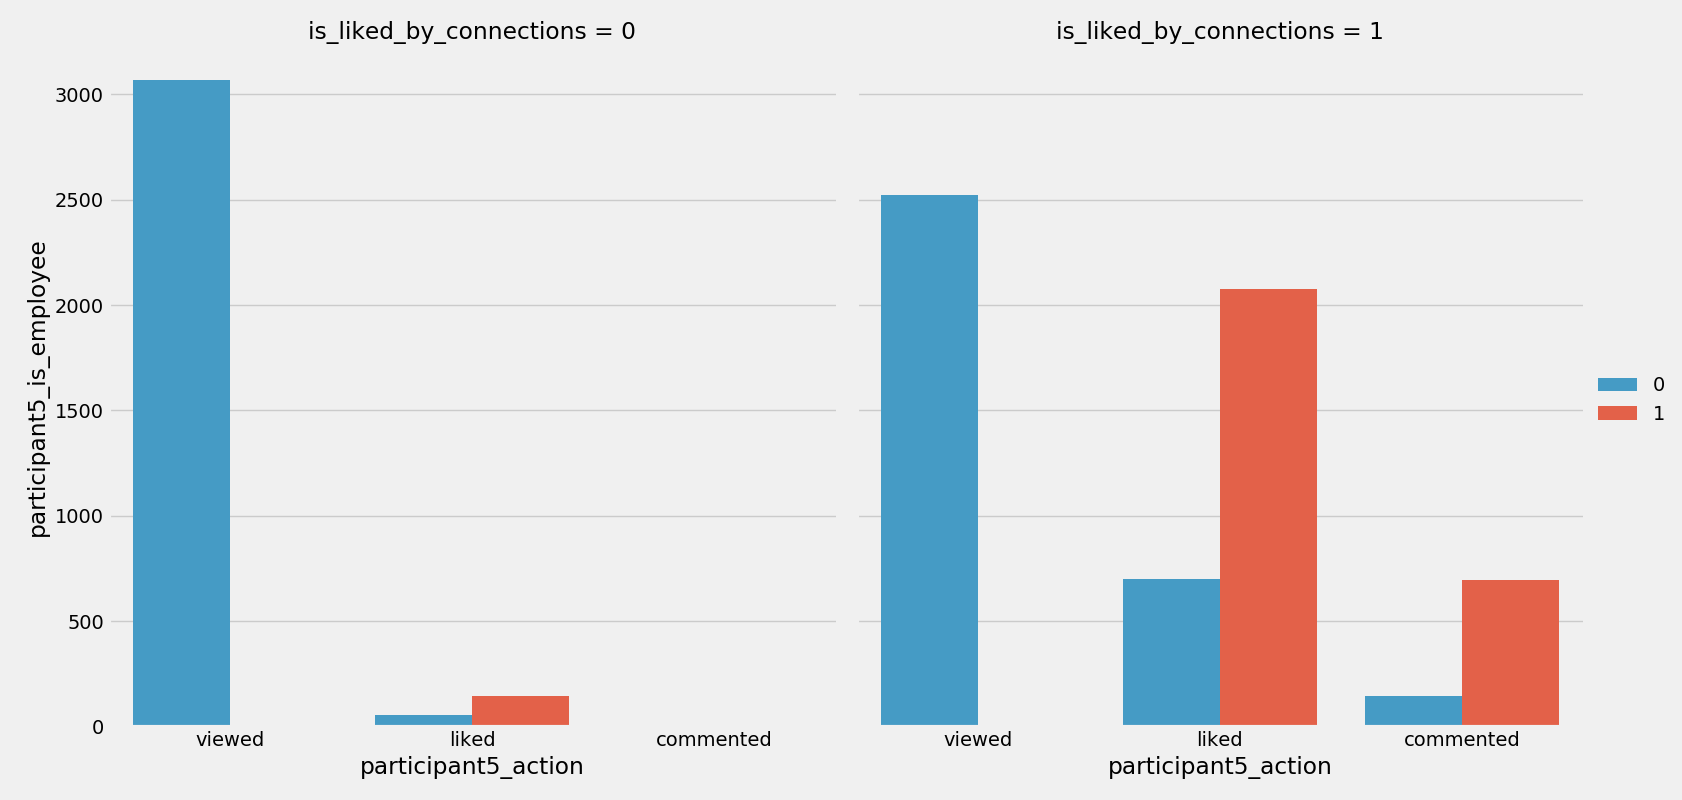 is_liked_by_connections = 0
is_liked_by_connections = 1
participant5_is_employee
3000
2500
2000
1500
1000
500
0
viewed
liked
commented
viewed
liked
commented
participant5_action
participant5_action
0
1